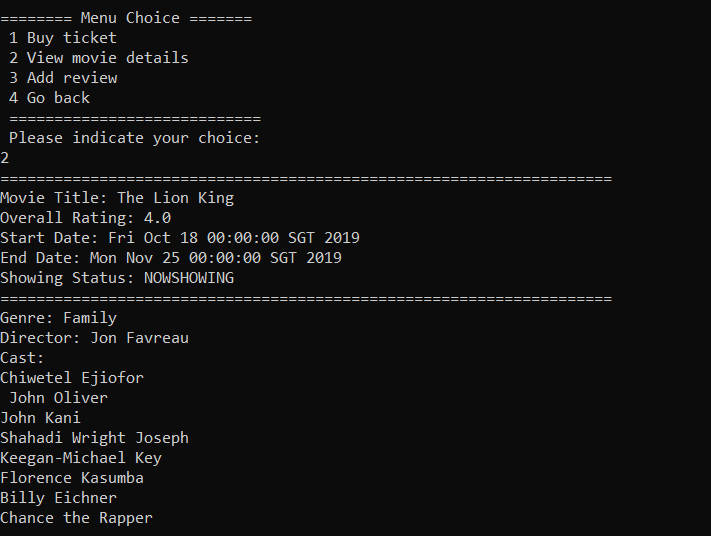 ======== Menu Choice =======
 1 Buy ticket
 2 View movie details
 3 Add review
 4 Go back
 ============================
 Please indicate your choice:
2
====================================================================
Movie Title: The Lion King
Overall Rating: 4.0
Start Date: Fri Oct 18 00:00:00 SGT 2019
End Date: Mon Nov 25 00:00:00 SGT 2019
Showing Status: NOWSHOWING
====================================================================
Genre: Family
Director: Jon Favreau
Cast:
Chiwetel Ejiofor
 John Oliver
John Kani
Shahadi Wright Joseph
Keegan-Michael Key
Florence Kasumba
Billy Eichner
Chance the Rapper